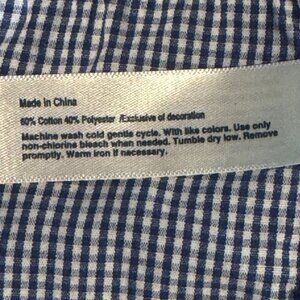 Made in China
60% Cotton 40% Polyester /Exclusive of decoration
Machine wash cold gentle cycle. With like colors. Use only
non-chlorine bleach when needed. Tumble dry low. Remove
promptly. Warm iron if necessary.